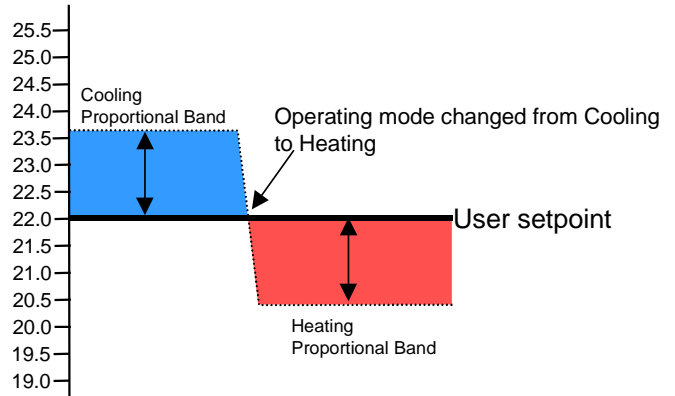 25.5
25.0
24.5
24.0
23.5
23.0
22.5
22.0
21.5
21.0
20.5
20.0
19.5
19.0
Cooling
Proportional Band
Operating mode changed from Cooling
to Heating
User setpoint
Heating
Proportional Band